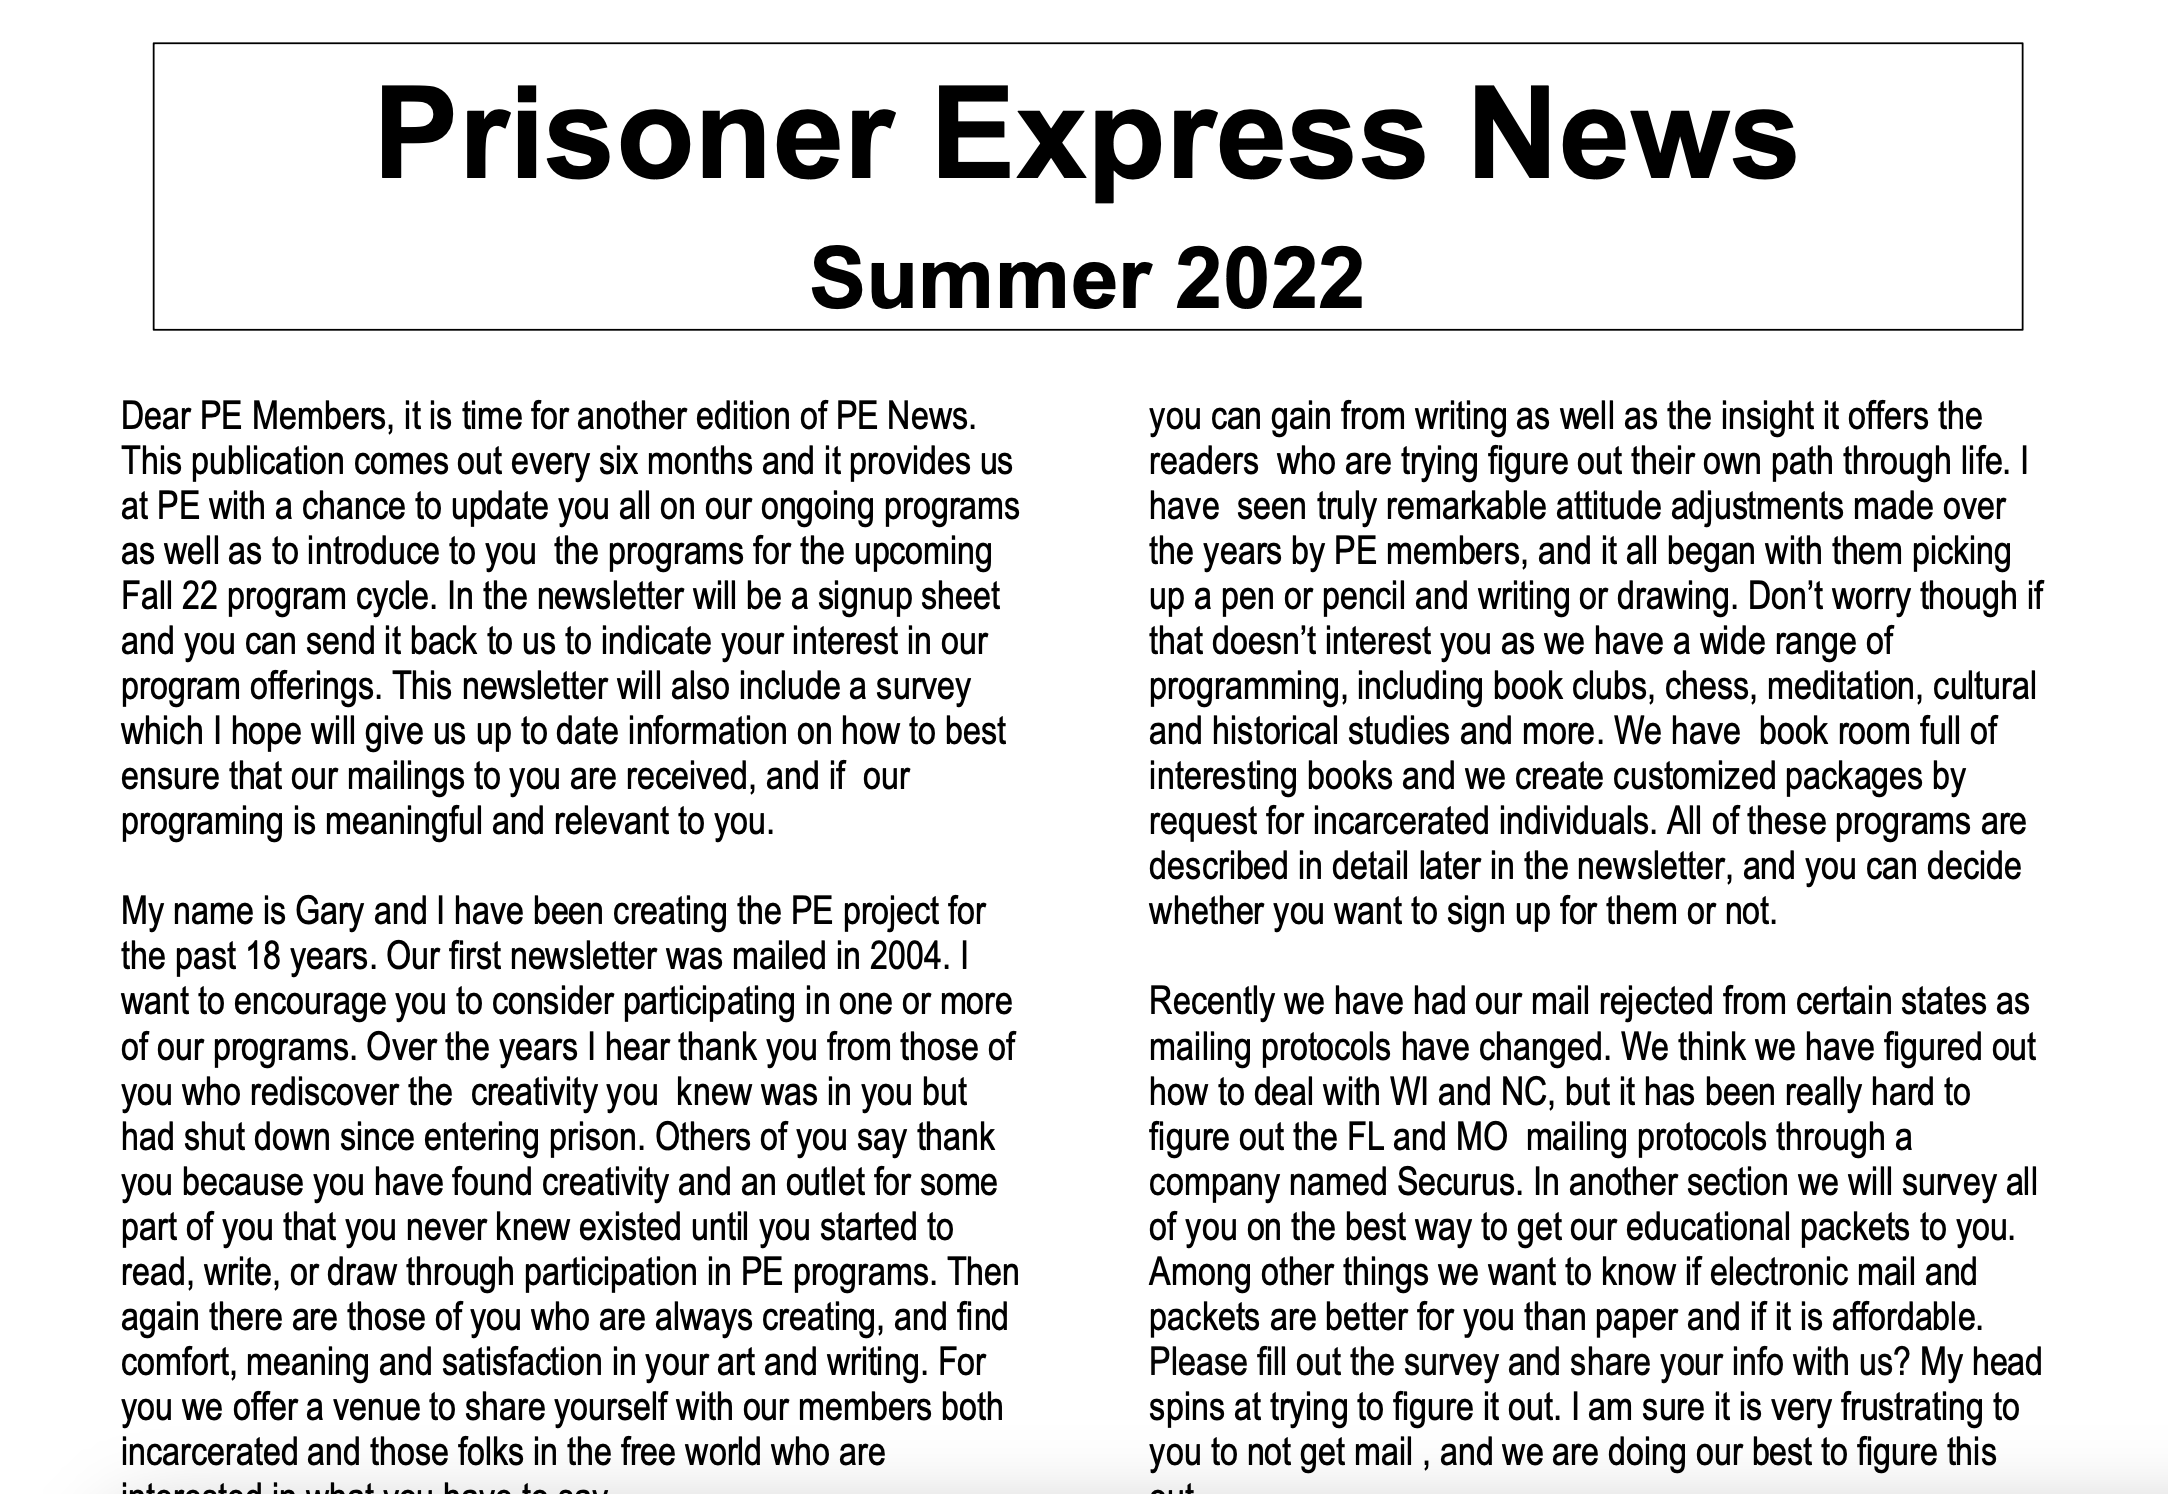 Prisoner Express News
Summer 2022
Dear PE Members, it is time for another edition of PE News.
This publication comes out every six months and it provides us
at PE with a chance to update you all on our ongoing programs
as well as to introduce to you  the programs for the upcoming
Fall 22 program cycle. In the newsletter will be a signup sheet
and you can send it back to us to indicate your interest in our
program offerings. This newsletter will also include a survey
which I hope will give us up to date information on how to best
ensure that our mailings to you are received, and if  our
programing is meaningful and relevant to you.
My name is Gary and I have been creating the PE project for
the past 18 years. Our first newsletter was mailed in 2004. I
want to encourage you to consider participating in one or more
of our programs. Over the years I hear thank you from those of
you who rediscover the  creativity you  knew was in you but
had shut down since entering prison. Others of you say thank
you because you have found creativity and an outlet for some
part of you that you never knew existed until you started to
read, write, or draw through participation in PE programs. Then
again there are those of you who are always creating, and find
comfort, meaning and satisfaction in your art and writing. For
you we offer a venue to share yourself with our members both
incarcerated and those folks in the free world who are
interested in what you have to say
you can gain from writing as well as the insight it offers the
readers  who are trying figure out their own path through life. I
have  seen truly remarkable attitude adjustments made over
the years by PE members, and it all began with them picking
up a pen or pencil and writing or drawing. Don’t worry though if
that doesn’t interest you as we have a wide range of
programming, including book clubs, chess, meditation, cultural
and historical studies and more. We have  book room full of
interesting books and we create customized packages by
request for incarcerated individuals. All of these programs are
described in detail later in the newsletter, and you can decide
whether you want to sign up for them or not.
Recently we have had our mail rejected from certain states as
mailing protocols have changed. We think we have figured out
how to deal with WI and NC, but it has been really hard to
figure out the FL and MO  mailing protocols through a
company named Securus. In another section we will survey all
of you on the best way to get our educational packets to you.
Among other things we want to know if electronic mail and
packets are better for you than paper and if it is affordable.
Please fill out the survey and share your info with us? My head
spins at trying to figure it out. I am sure it is very frustrating to
you to not get mail , and we are doing our best to figure this
out